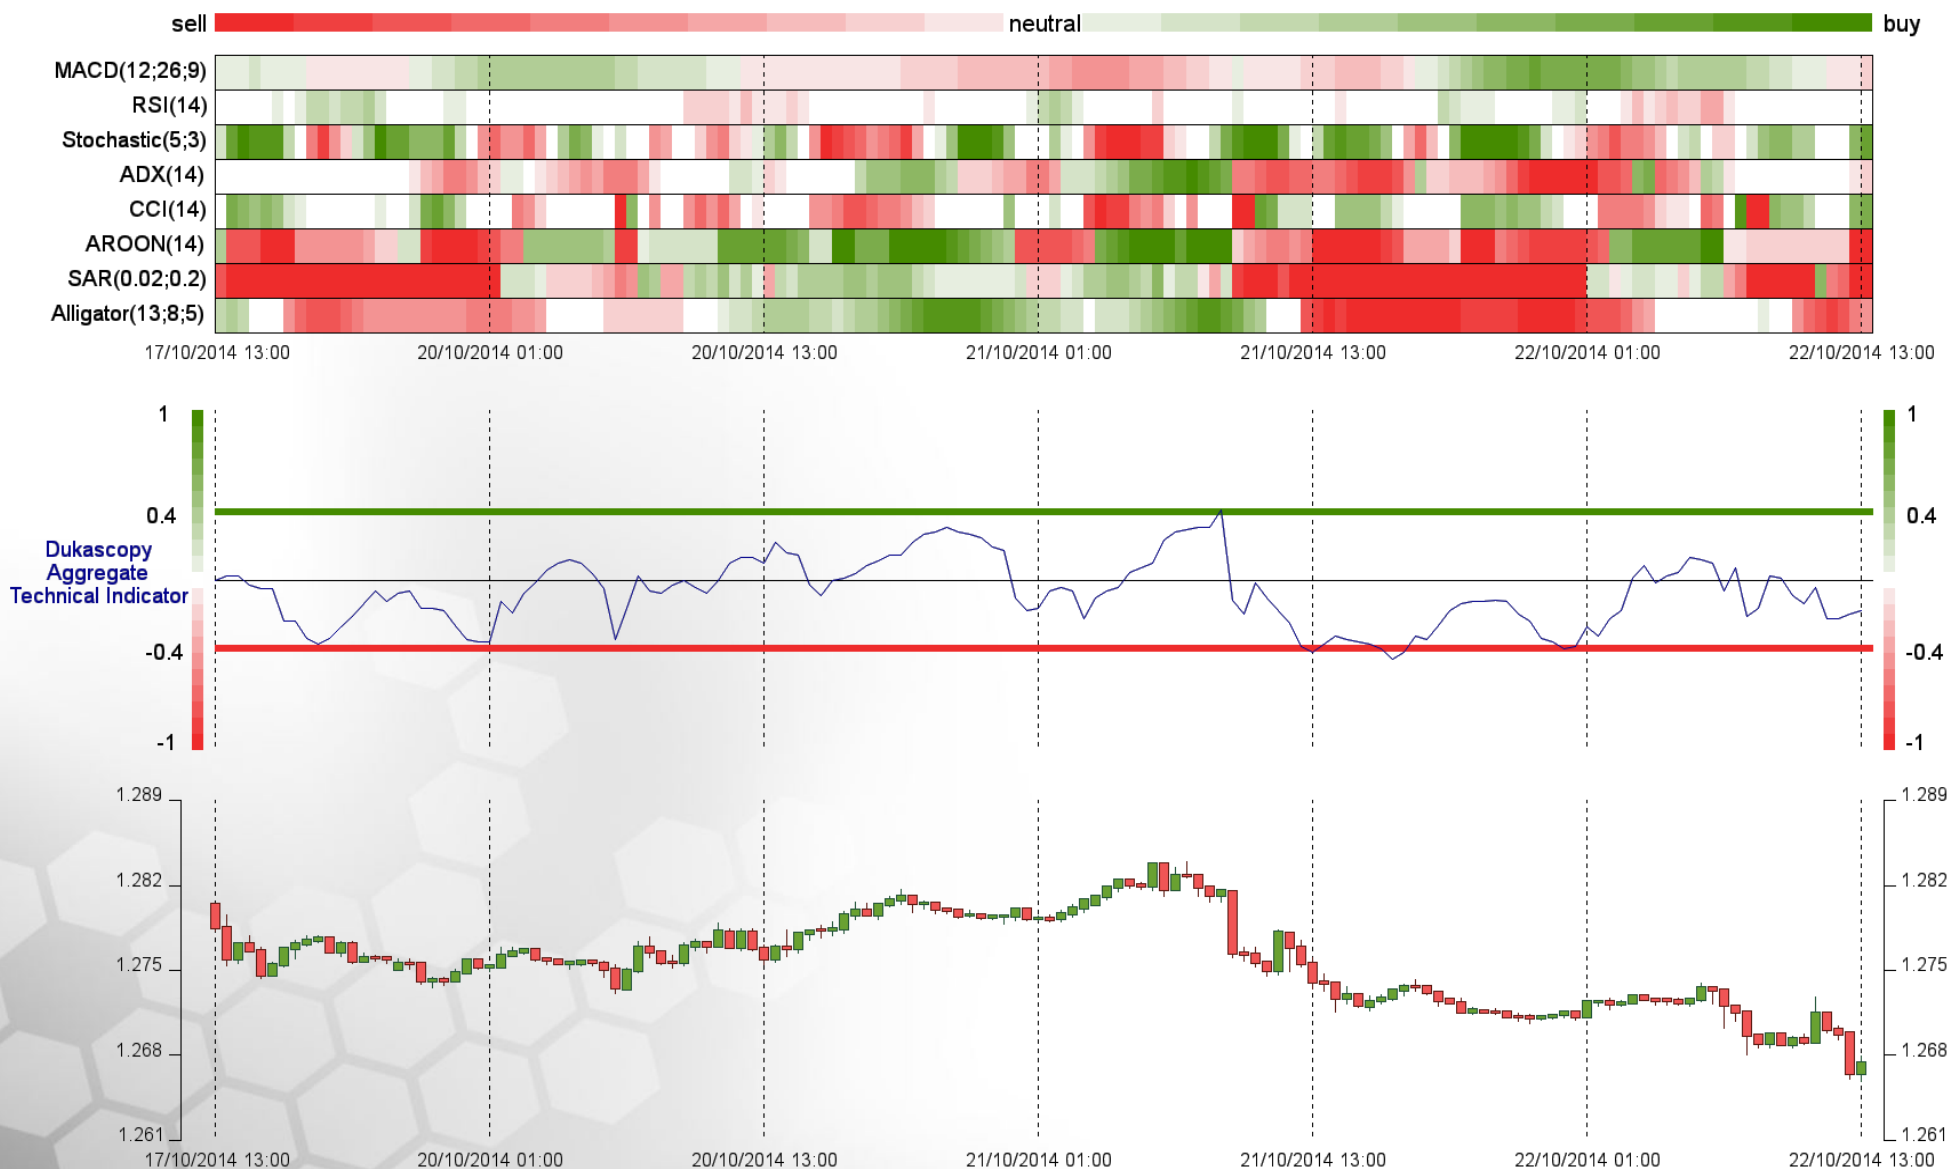 sell neutral buy
MACD(12;26;9)
RSI(14)
Stochastic(5;3)
ADX(14)
CCI(14)
AROON(14)
SAR(0.02;0.2)
Alligator(13;8;5)
17/10/2014 13:00 20/10/2014 01:00 20/10/2014 13:00 21/10/2014 01:00 21/10/2014 13:00 22/10/2014 01:00 22/10/2014 13:00
1 1
0.4 0.4
Dukascopy
Aggregate
Technical Indicator
-0.4 -0.4
-1 -1
1.289 1.289
1.282 1.282
1.275 1.275
1.268 1.268
1.261 1.261
17/10/2014 13:00 20/10/2014 01:00 20/10/2014 13:00 21/10/2014 01:00 21/10/2014 13:00 22/10/2014 01:00 22/10/2014 13:00